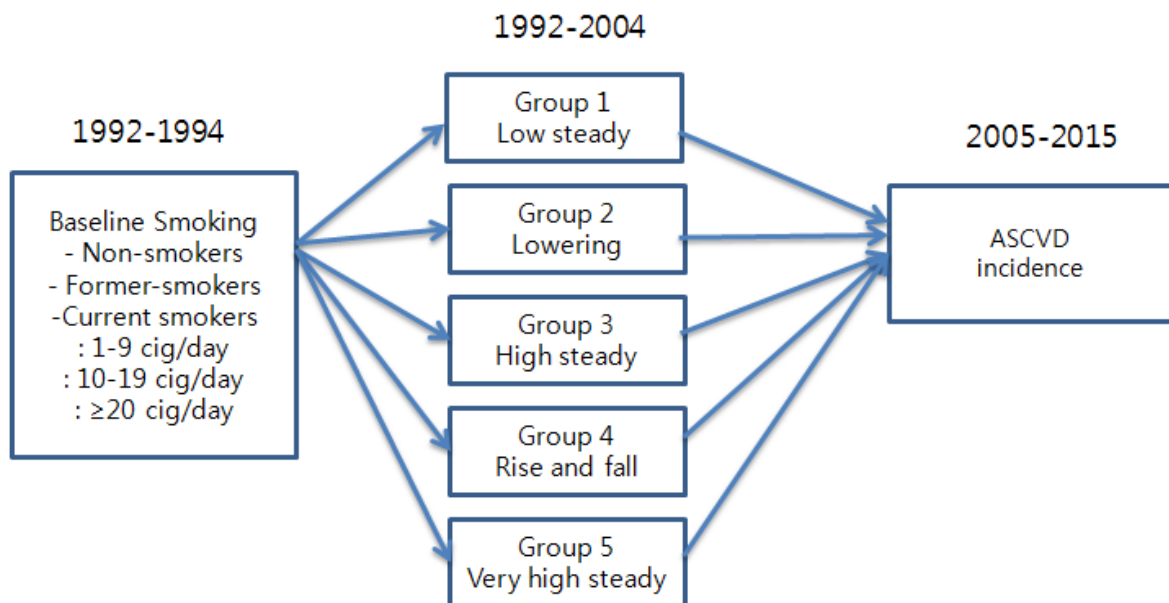 1992-1994
Baseline Smoking
- Non-smokers
- Former-smokers
-Current smokers
: 1-9 cig/day
: 10-19 cig/day
: ≥20 cig/day
1992-2004
Group 1
Low steady
Group 2
Lowering
Group 3
High steady
Group 4
Rise and fall
Group 5
Very high steady
2005-2015
ASCVD
incidence